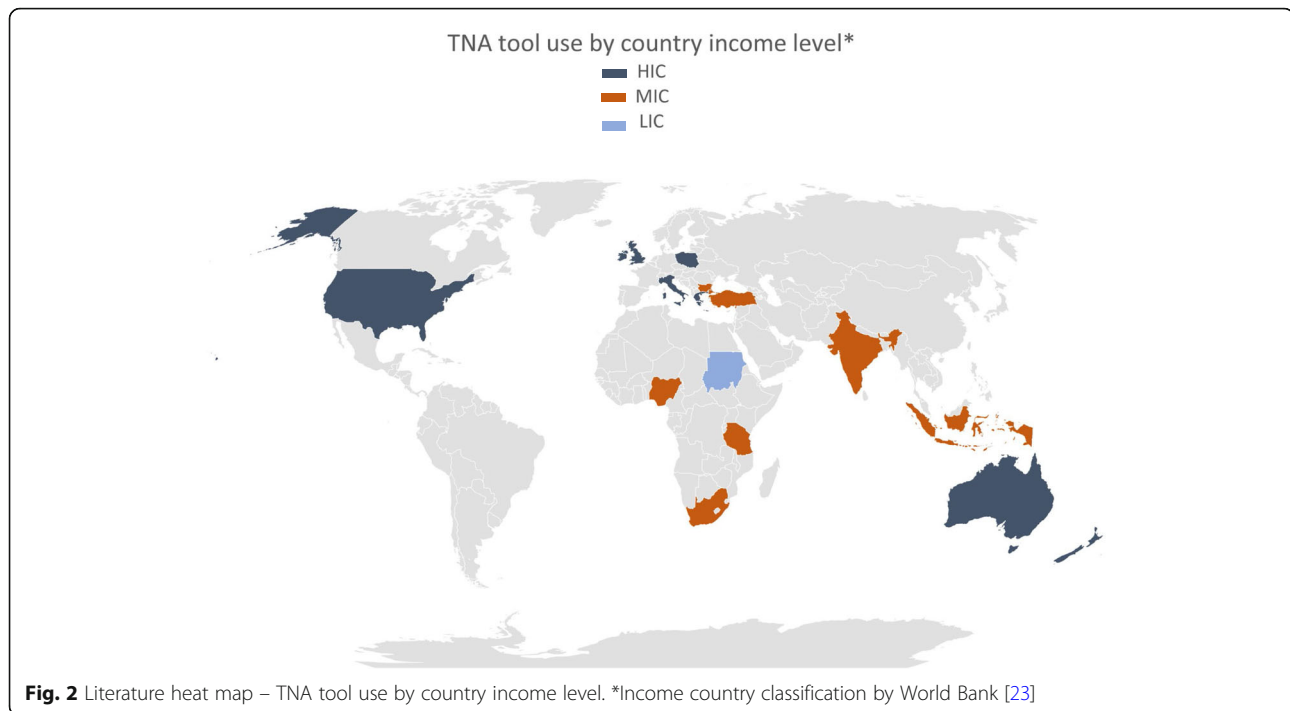 TNA tool use by country income level*
HIC
MIC
LIC
Fig. 2 Literature heat map – TNA tool use by country income level. *Income country classification by World Bank [23]